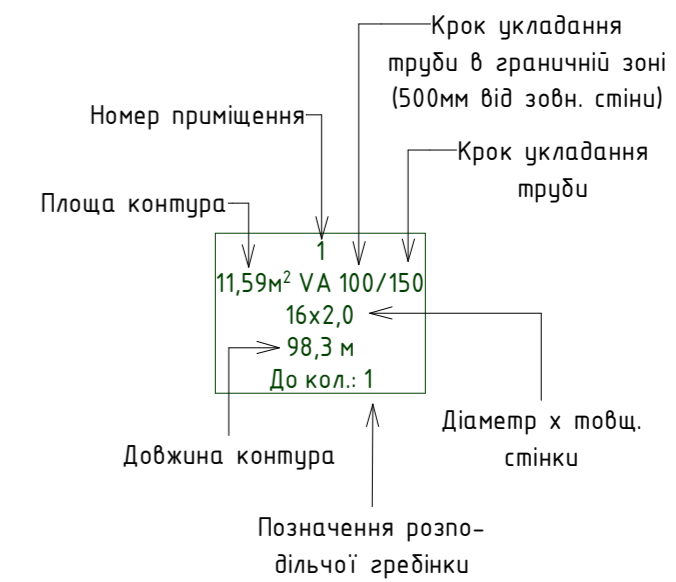 Крок укладання
труби в граничній зоні
(500мм від зовн. стіни)
Номер приміщення
Крок укладання
труби
Площа контура
1
11,59м² VA 100/150
16х2,0
98,3 м
До кол.: 1
Діаметр х товщ.
стінки
Довжина контура
Позначення розпо-
дільчої гребінки